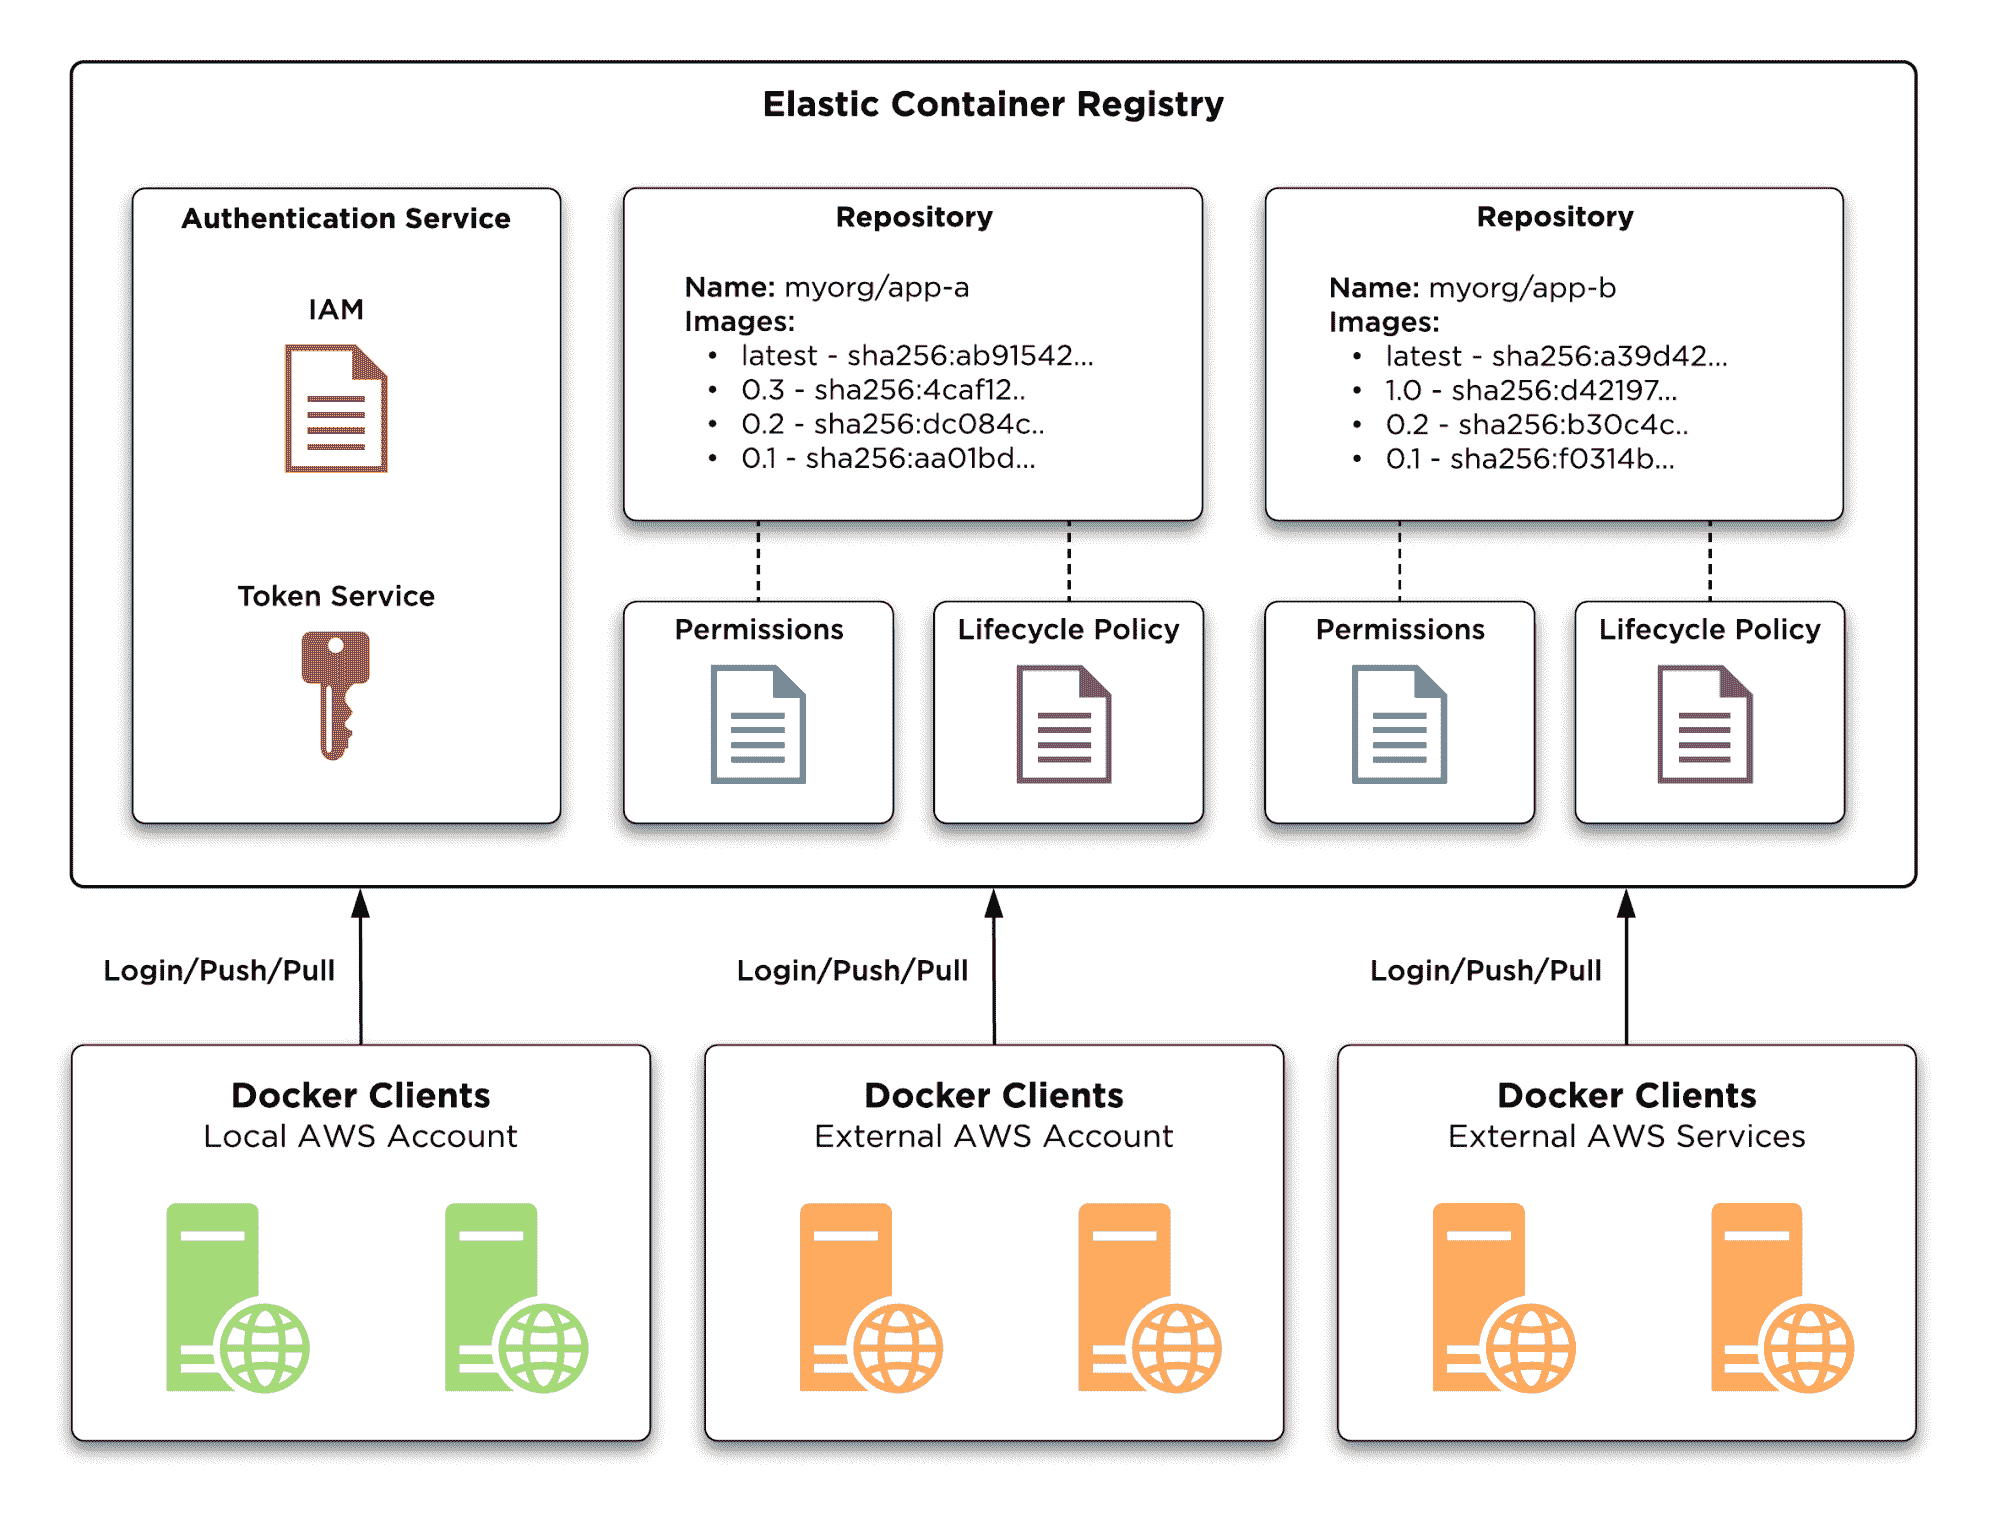 Elastic Container Registry
Authentication Service
IAM
Token Service
Repository
Name: myorg/app-a
Images:
• latest - sha256:ab91542...
• 0.3 - sha256:4caf12..
• 0.2 - sha256:dc084c..
• 0.1 - sha256:aa01bd...
Permissions
Lifecycle Policy
Repository
Name: myorg/app-b
Images:
• latest - sha256:a39d42...
• 1.0 - sha256:d42197...
• 0.2 - sha256:b30c4c..
• 0.1 - sha256:f0314b...
Permissions
Lifecycle Policy
Login/Push/Pull
Login/Push/Pull
Login/Push/Pull
Docker Clients
Local AWS Account
Docker Clients
External AWS Account
Docker Clients
External AWS Services